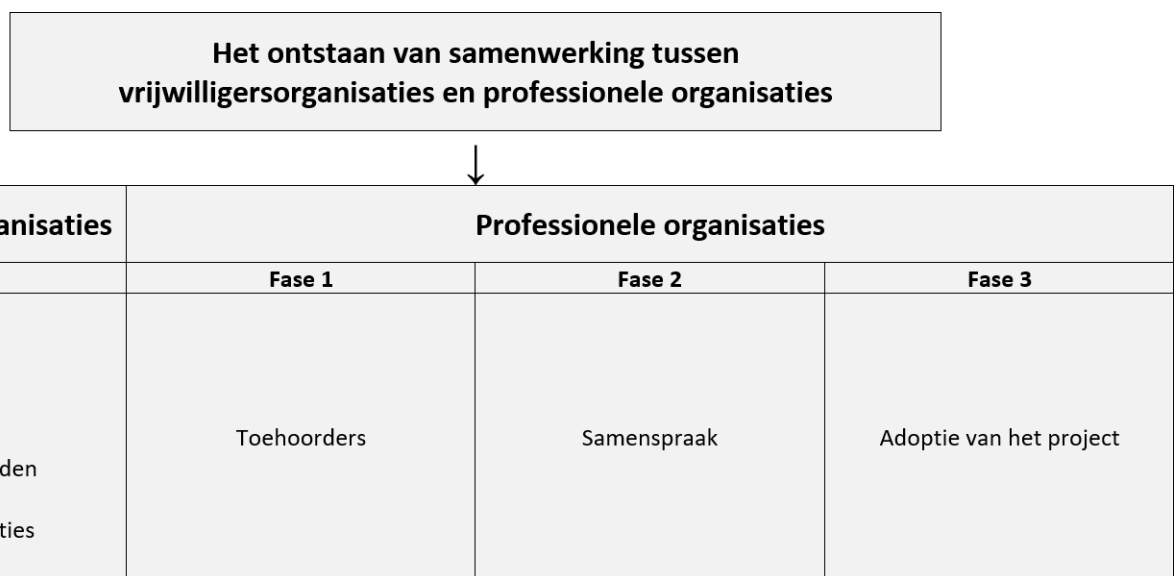 Het ontstaan van samenwerking tussen
vrijwilligersorganisaties en professionele organisaties
↓
anisaties
Professionele organisaties
Fase 1
Fase 2
Fase 3
Toehoorders
Samenspraak
Adoptie van het project
den
ties